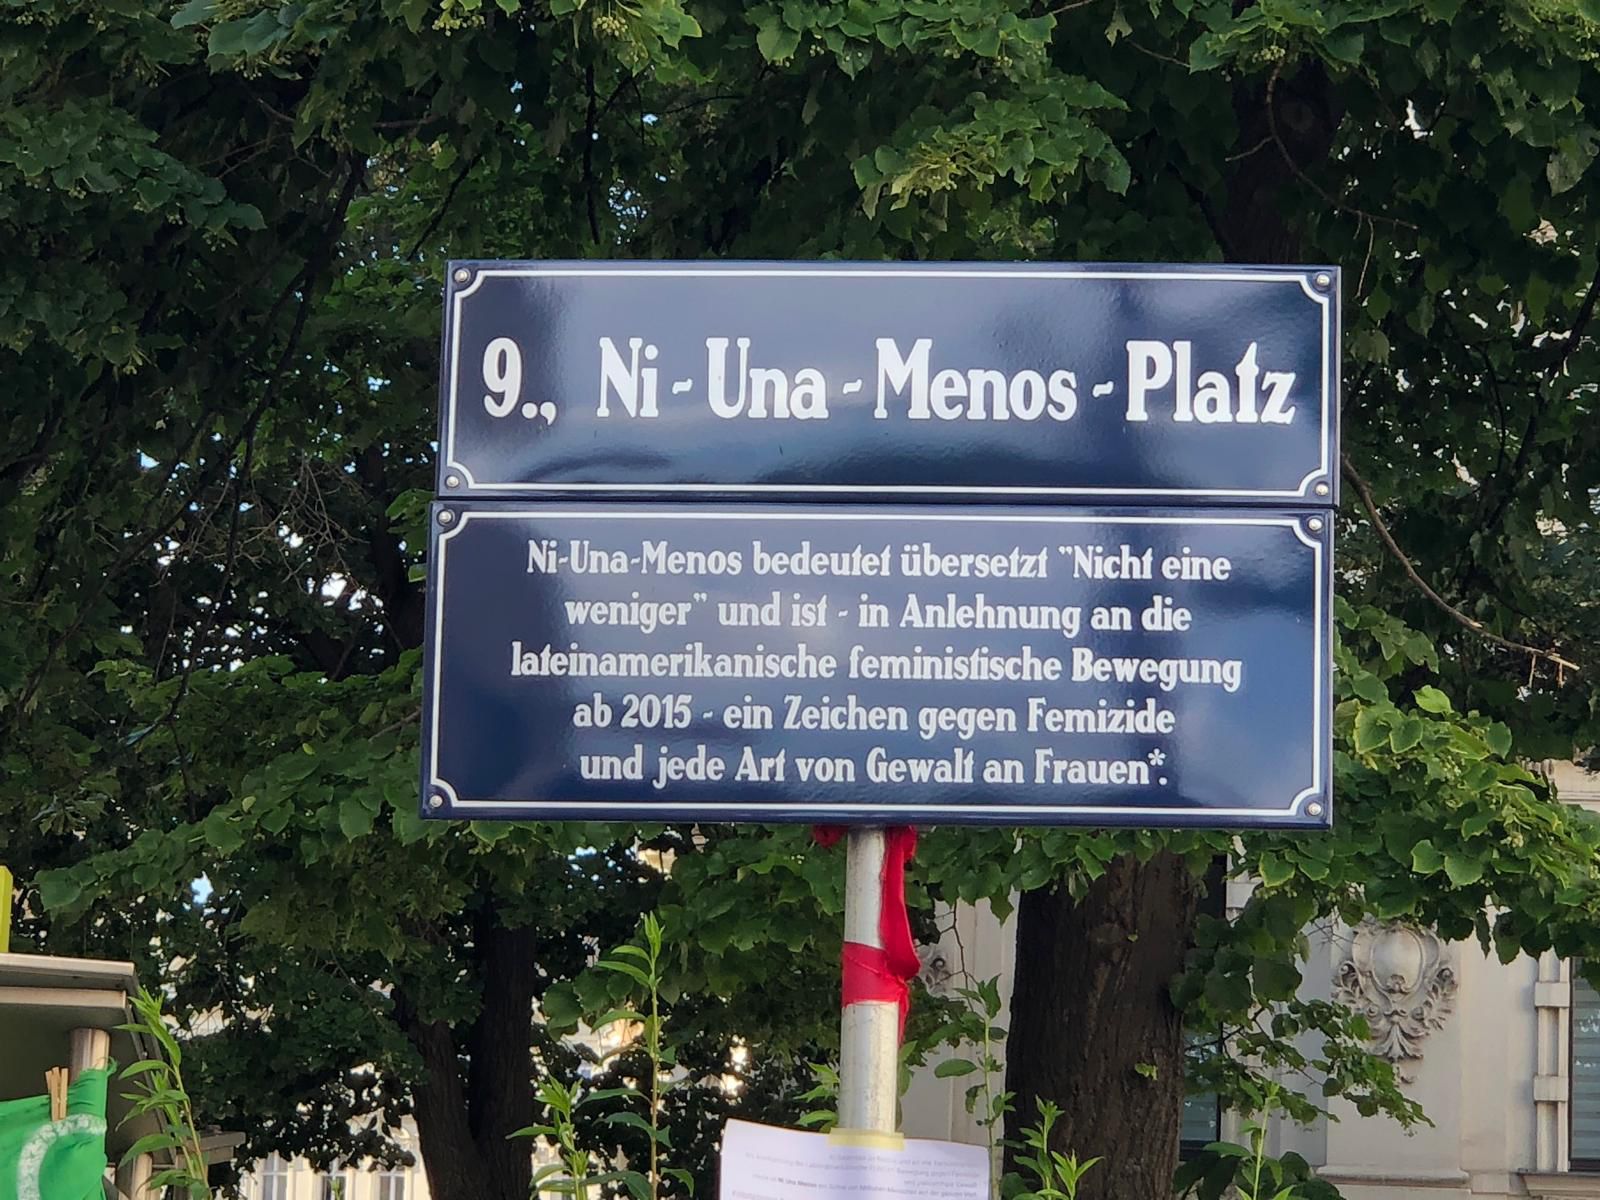 9., Ni-Una-Menos-Platz
Ni-Una-Menos bedeutet übersetzt "Nicht eine
weniger" und ist - in Anlehnung an die
lateinamerikanische feministische Bewegung
ab 2015 - ein Zeichen gegen Femizide
und jede Art von Gewalt an Frauen*.